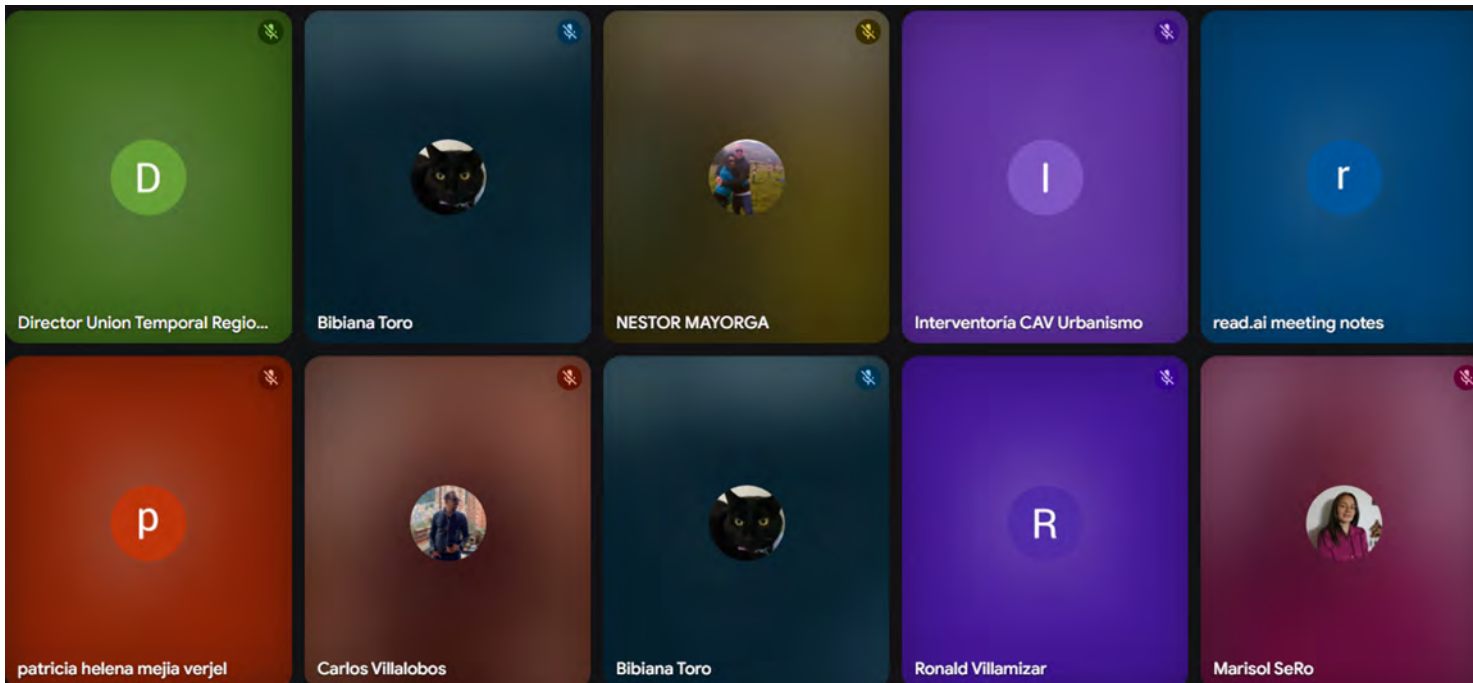 D
I
r
Director Union Temporal Regio...
Bibiana Toro
NESTOR MAYORGA
Interventoría CAV Urbanismo
read.ai meeting notes
p
R
patricia helena mejia verjel
Carlos Villalobos
Bibiana Toro
Ronald Villamizar
Marisol SeRo